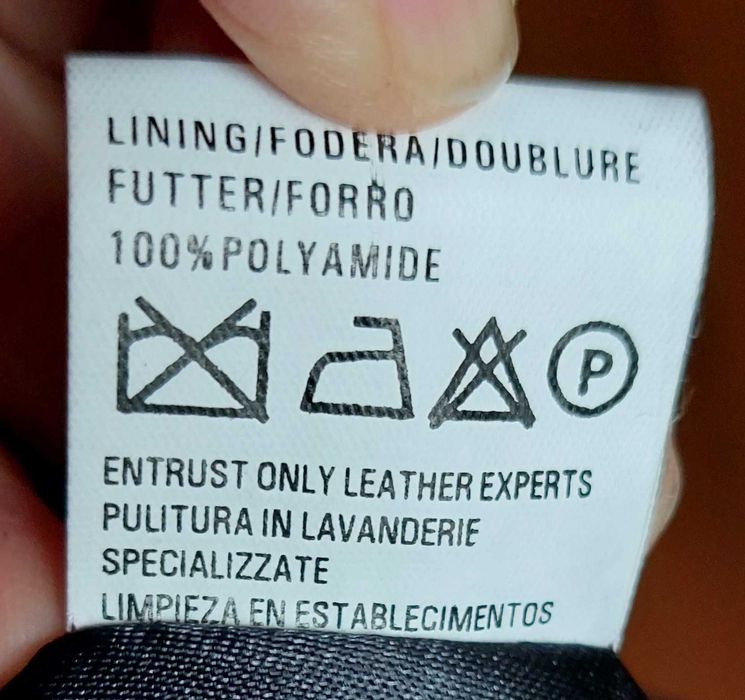 LINING/FODERA/DOUBLURE
FUTTER/FORRO
100%POLYAMIDE
P
ENTRUST ONLY LEATHER EXPERTS
PULITURA IN LAVANDERIE
SPECIALIZZATE
LIMPIEZA EN ESTABLECIMENTOS